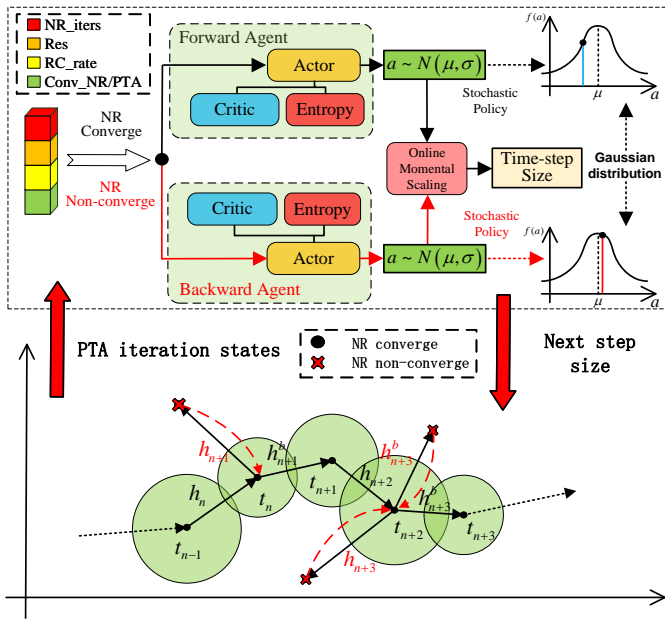 NR_iters
Res
RC_rate
Conv_NR/PTA
NR
Converge
NR
Non-converge
Forward Agent
Actor
Critic
Entropy
a ~ N(μ,σ)
Stochastic
Policy
f(a)
μ
a
Online
Momental
Scaling
Time-step
Size
Gaussian
distribution
Critic
Entropy
Actor
Backward Agent
a ~ N(μ,σ)
Stochastic
Policy
f(a)
μ
a
PTA iteration states
NR converge
NR non-converge
Next step
size
h_{n+1}
h_n
t_{n-1}
t_n
h^b_{n+1}
t_{n+1}
h_{n+2}
h^b_{n+3}
h_{n+3}
t_{n+2}
h^b_{n+3}
t_{n+3}